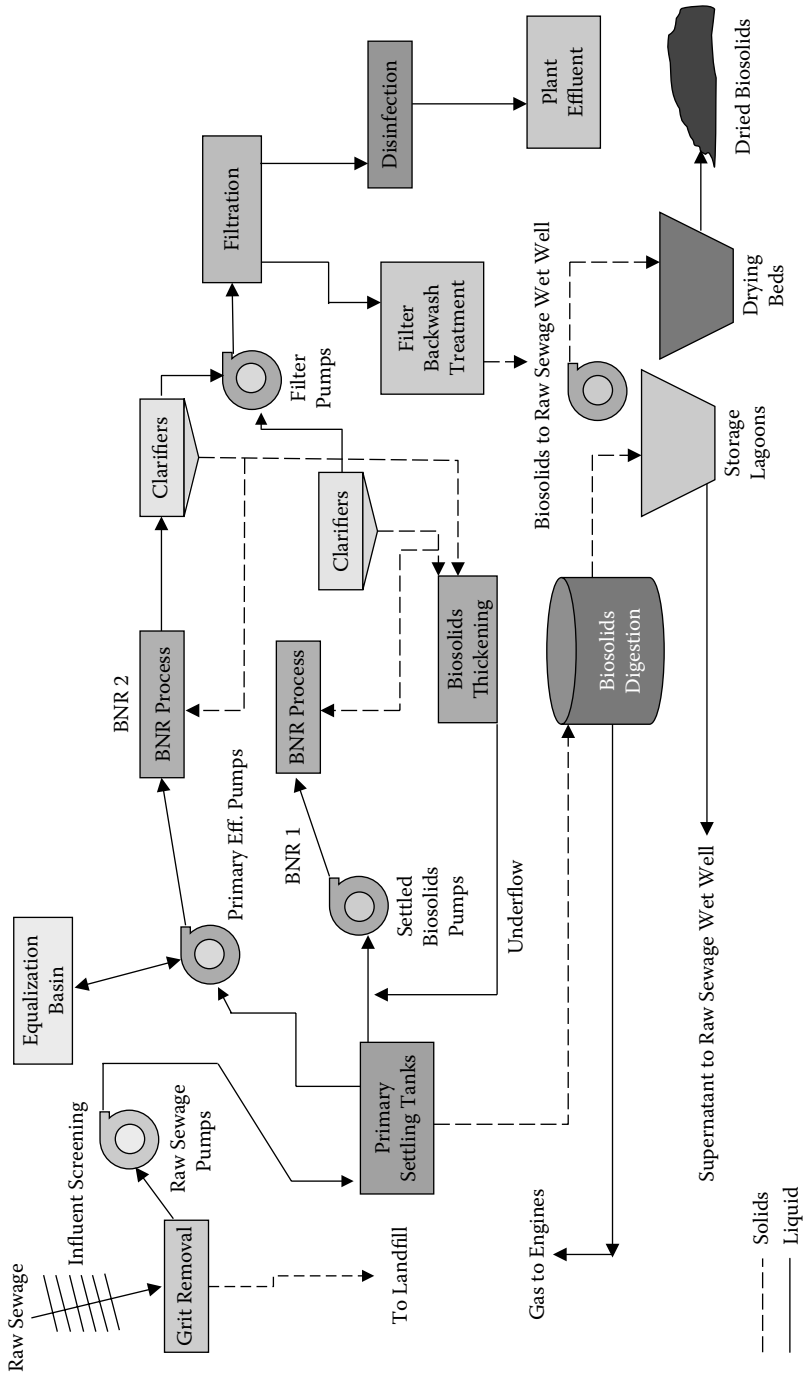 Raw Sewage
Influent Screening
Grit Removal
To Landfill
Raw Sewage
Pumps
Equalization
Basin
Primary
Settling Tanks
Primary Eff. Pumps
Settled
Biosolids Pumps
Underflow
BNR 2
BNR Process
BNR 1
BNR Process
Clarifiers
Clarifiers
Biosolids
Thickening
Filter
Pumps
Filtration
Filter
Backwash
Treatment
Biosolids to Raw Sewage Wet Well
Disinfection
Plant
Effluent
Gas to Engines
Biosolids
Digestion
Storage
Lagoons
Drying
Beds
Dried Biosolids
Supernatant to Raw Sewage Wet Well
Solids
Liquid